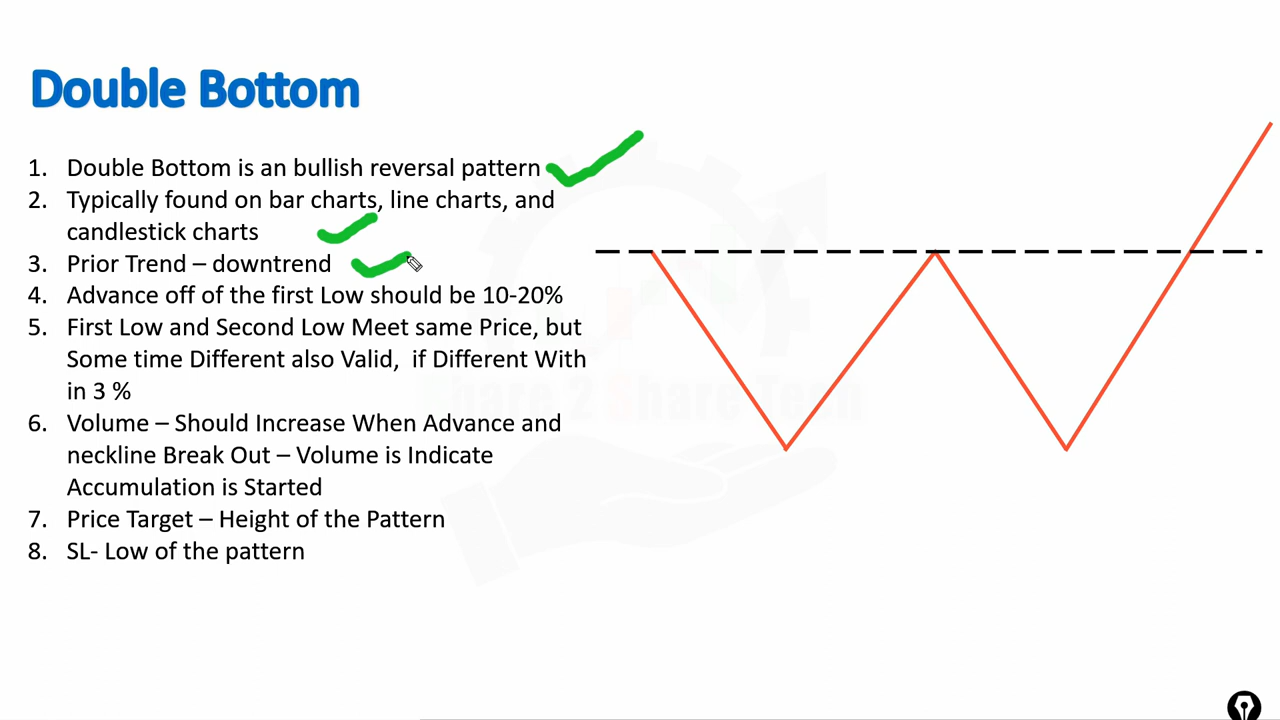 Double Bottom
1. Double Bottom is an bullish reversal pattern
2. Typically found on bar charts, line charts, and
candlestick charts
3. Prior Trend – downtrend
4. Advance off of the first Low should be 10-20%
5. First Low and Second Low Meet same Price, but
Some time Different also Valid,  if Different With
in 3 %
6. Volume – Should Increase When Advance and
neckline Break Out – Volume is Indicate
Accumulation is Started
7. Price Target – Height of the Pattern
8. SL- Low of the pattern
Share 2 Share Tech